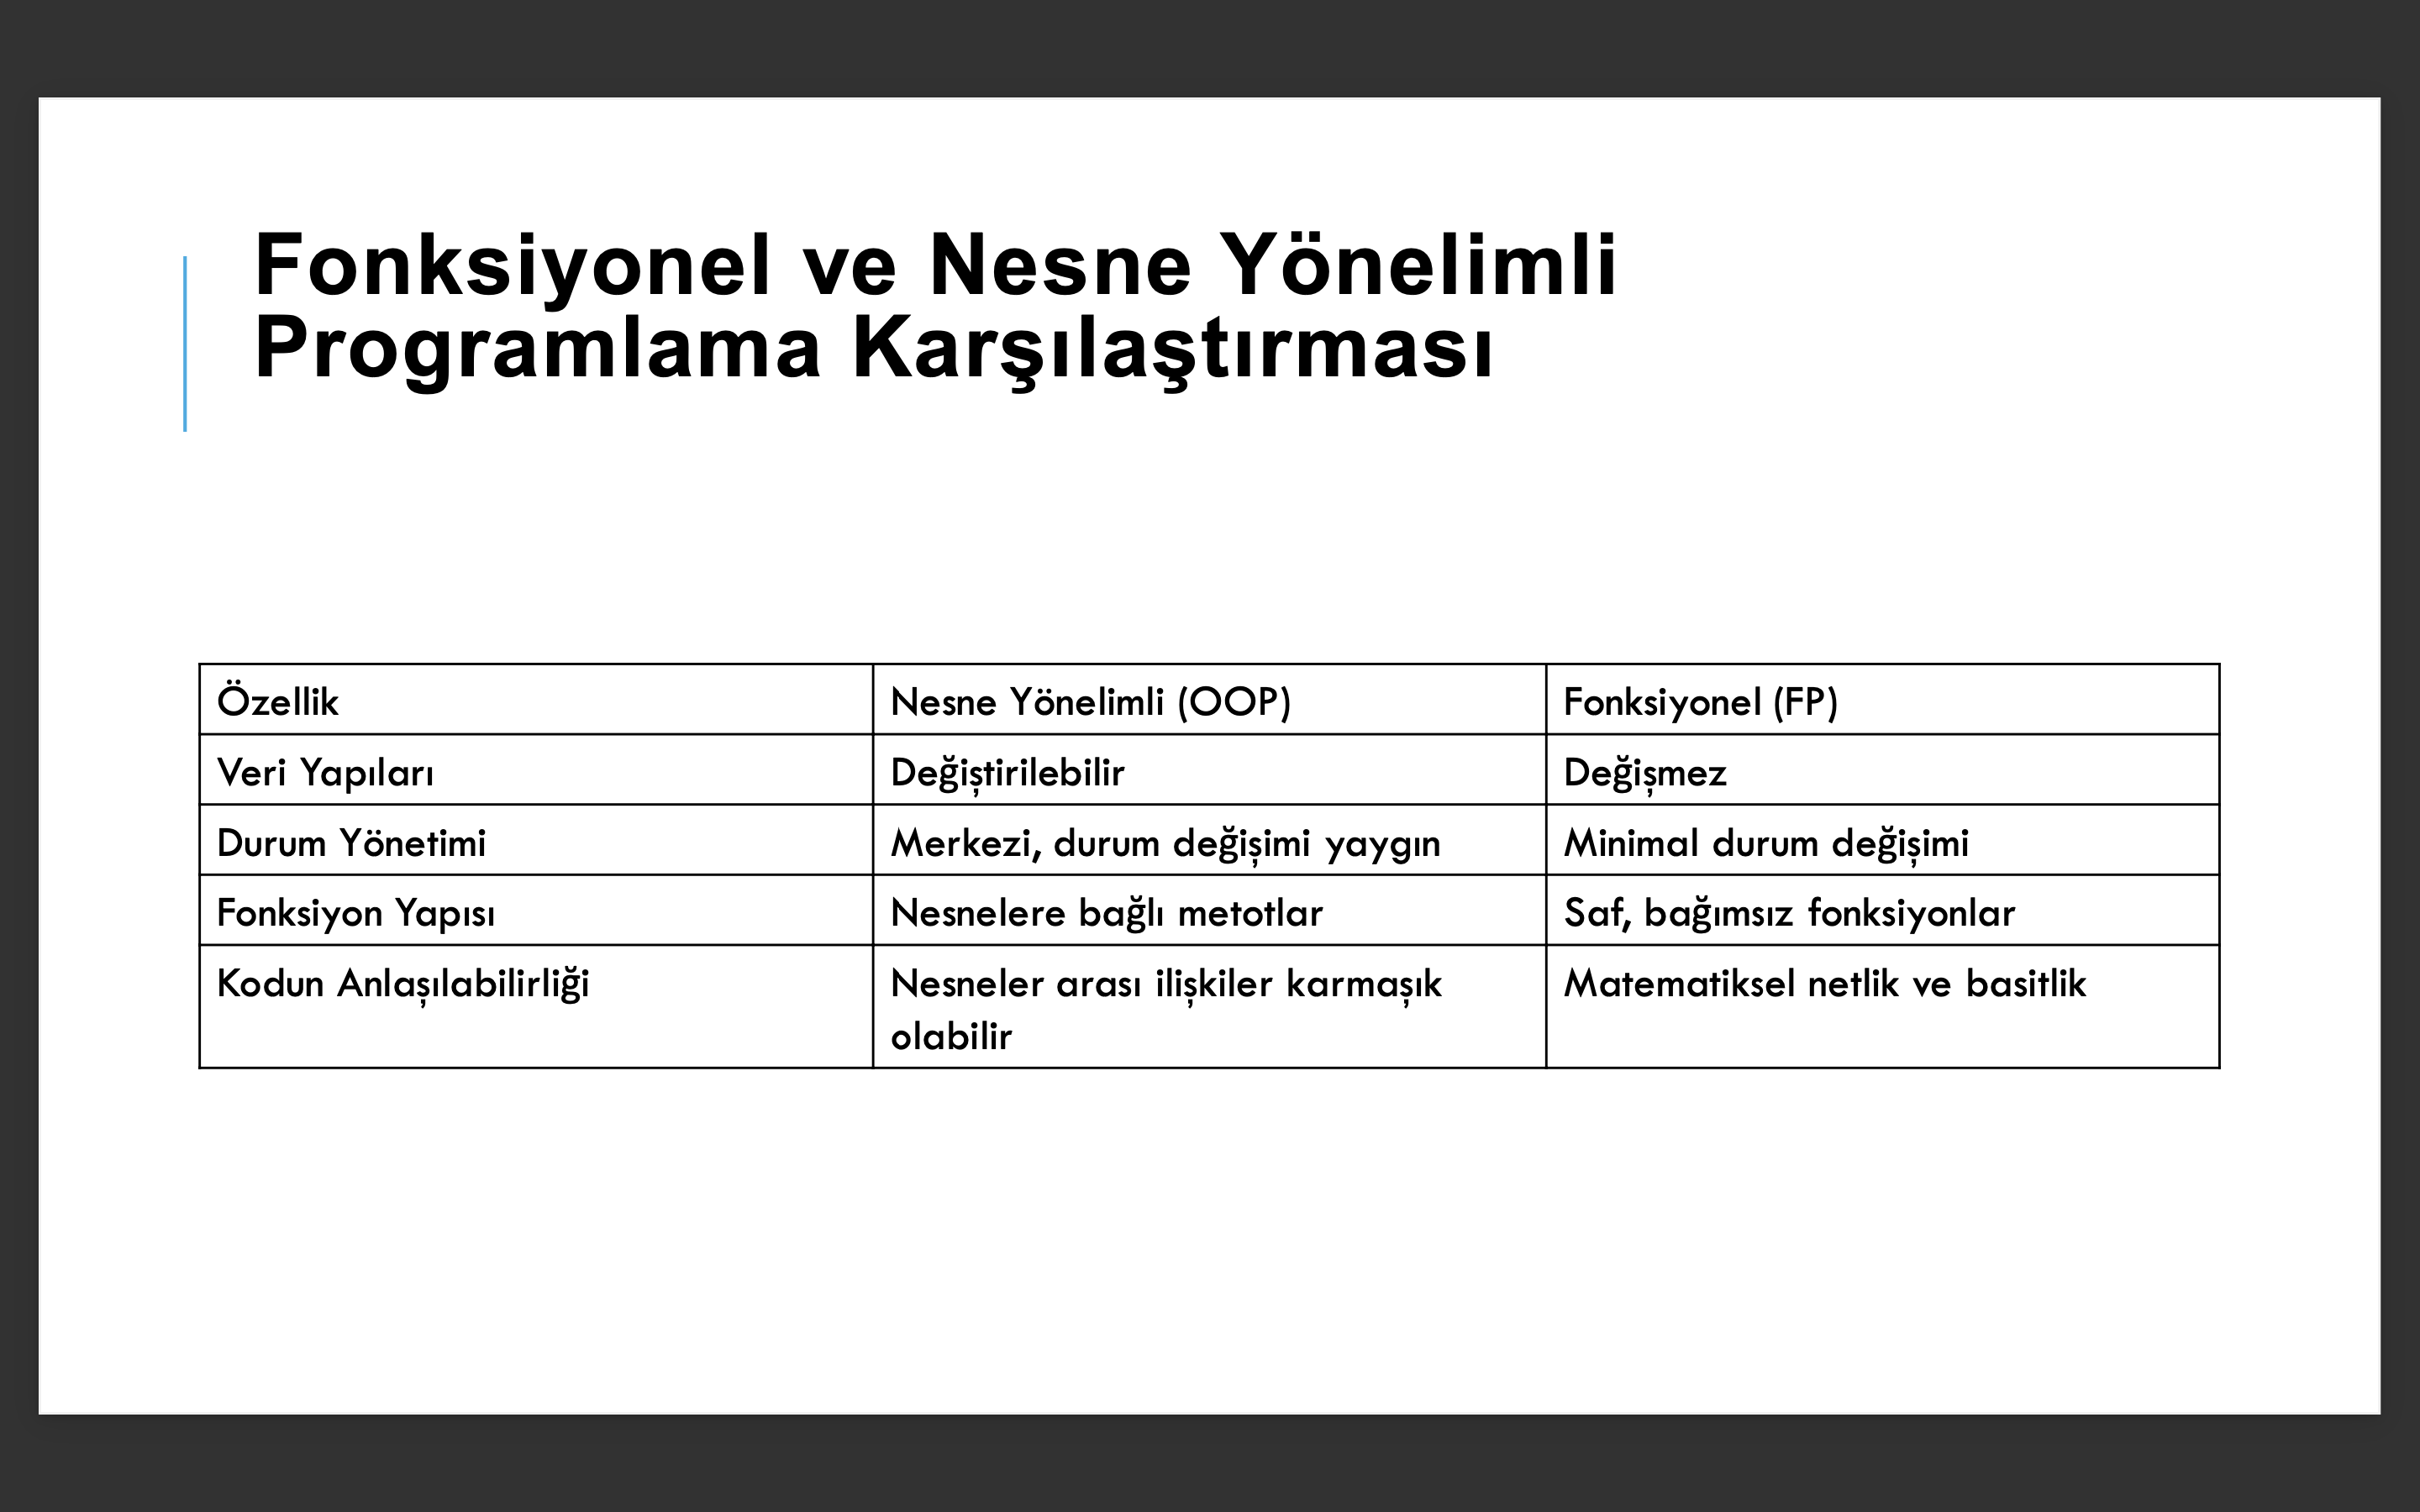 Fonksiyonel ve Nesne Yönelimli
Programlama Karşılaştırması
Özellik
Nesne Yönelimli (OOP)
Fonksiyonel (FP)
Veri Yapıları
Değiştirilebilir
Değişmez
Durum Yönetimi
Merkezi, durum değişimi yaygın
Minimal durum değişimi
Fonksiyon Yapısı
Nesnelere bağlı metotlar
Saf, bağımsız fonksiyonlar
Kodun Anlaşılabilirliği
Nesneler arası ilişkiler karmaşık
olabilir
Matematiksel netlik ve basitlik